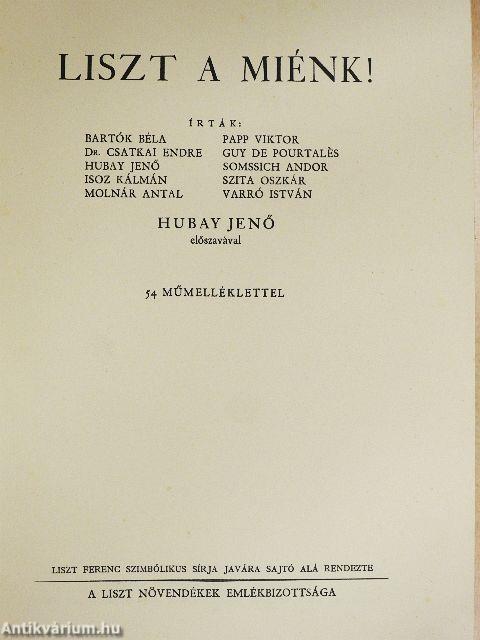 LISZT A MIÉNK!
ÍRTÁK:
BARTÓK BÉLA
DR. CSATKAI ENDRE
HUBAY JENŐ
ISOZ KÁLMÁN
MOLNÁR ANTAL
PAPP VIKTOR
GUY DE POURTALÈS
SOMSSICH ANDOR
SZITA OSZKÁR
VARRÓ ISTVÁN
HUBAY JENŐ
előszavàval
54 MŰMELLÉKLETTEL
LISZT FERENC SZIMBÓLIKUS SÍRJA JAVÁRA SAJTÓ ALÁ RENDEZTE
A LISZT NÖVENDÉKEK EMLÉKBIZOTTSÁGA
Antikvárium.hu